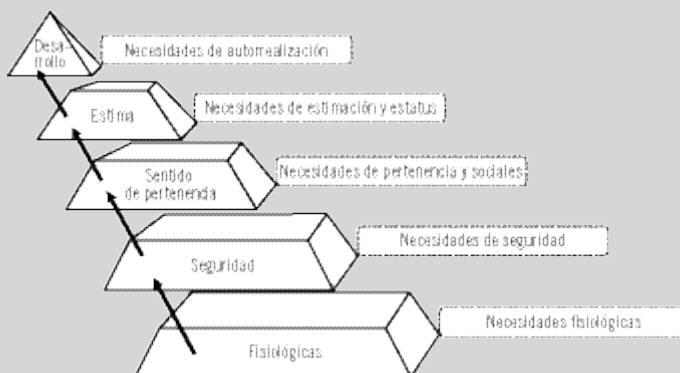 Desa-
rrollo
Necesidades de autorrealización
Estima
Necesidades de estimación y estatus
Sentido
de pertenencia
Necesidades de pertenencia y sociales
Seguridad
Necesidades de seguridad
Fisiológicas
Necesidades fisiológicas